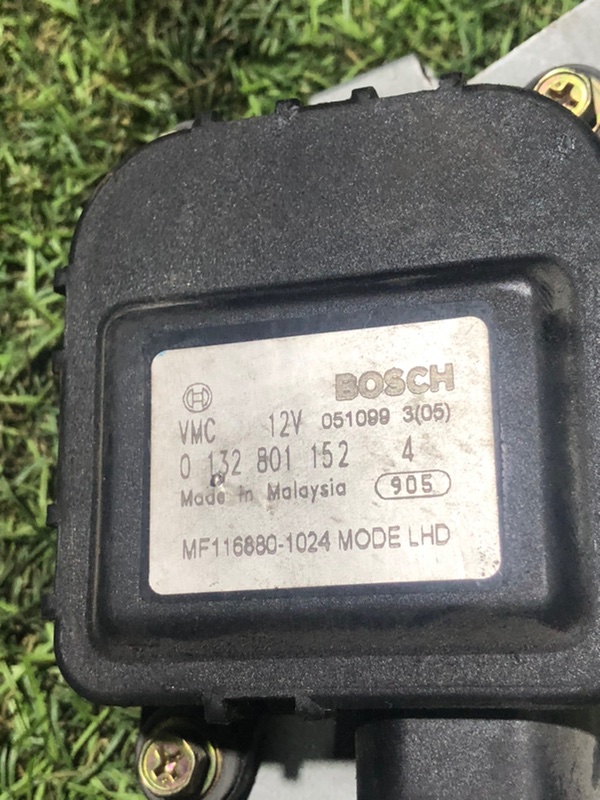 BOSCH
VMC 12V 051099 3(05)
0 132 801 152 4
Made in Malaysia 905
MF116880-1024 MODE LHD